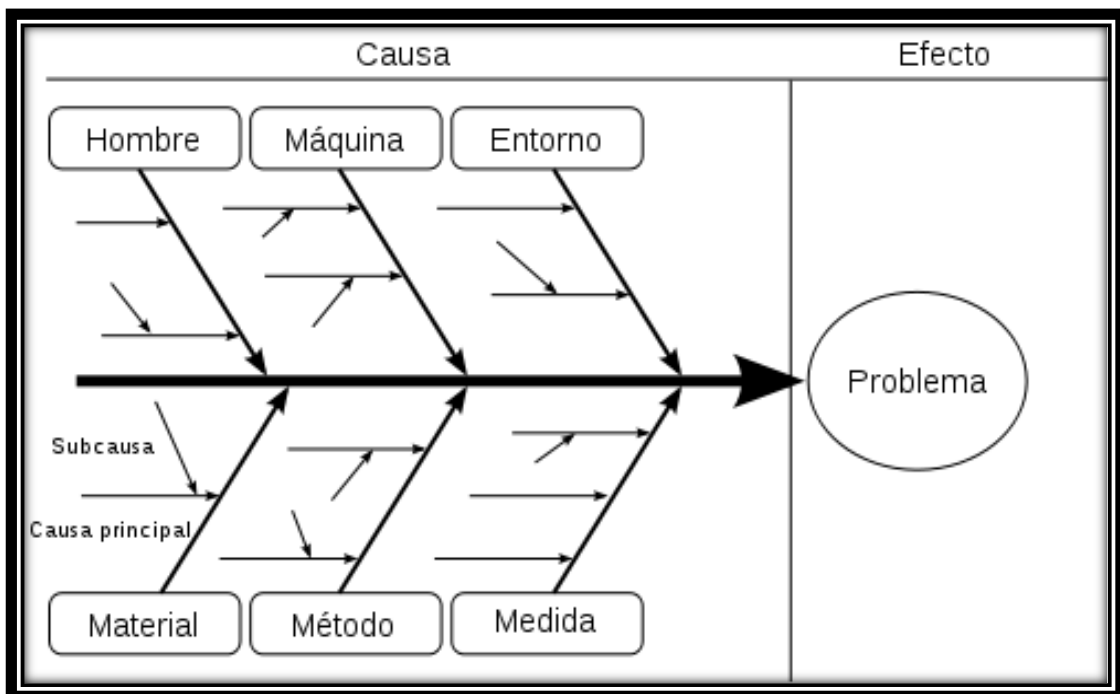 Causa
Efecto
Hombre
Máquina
Entorno
Problema
Subcausa
Causa principal
Material
Método
Medida